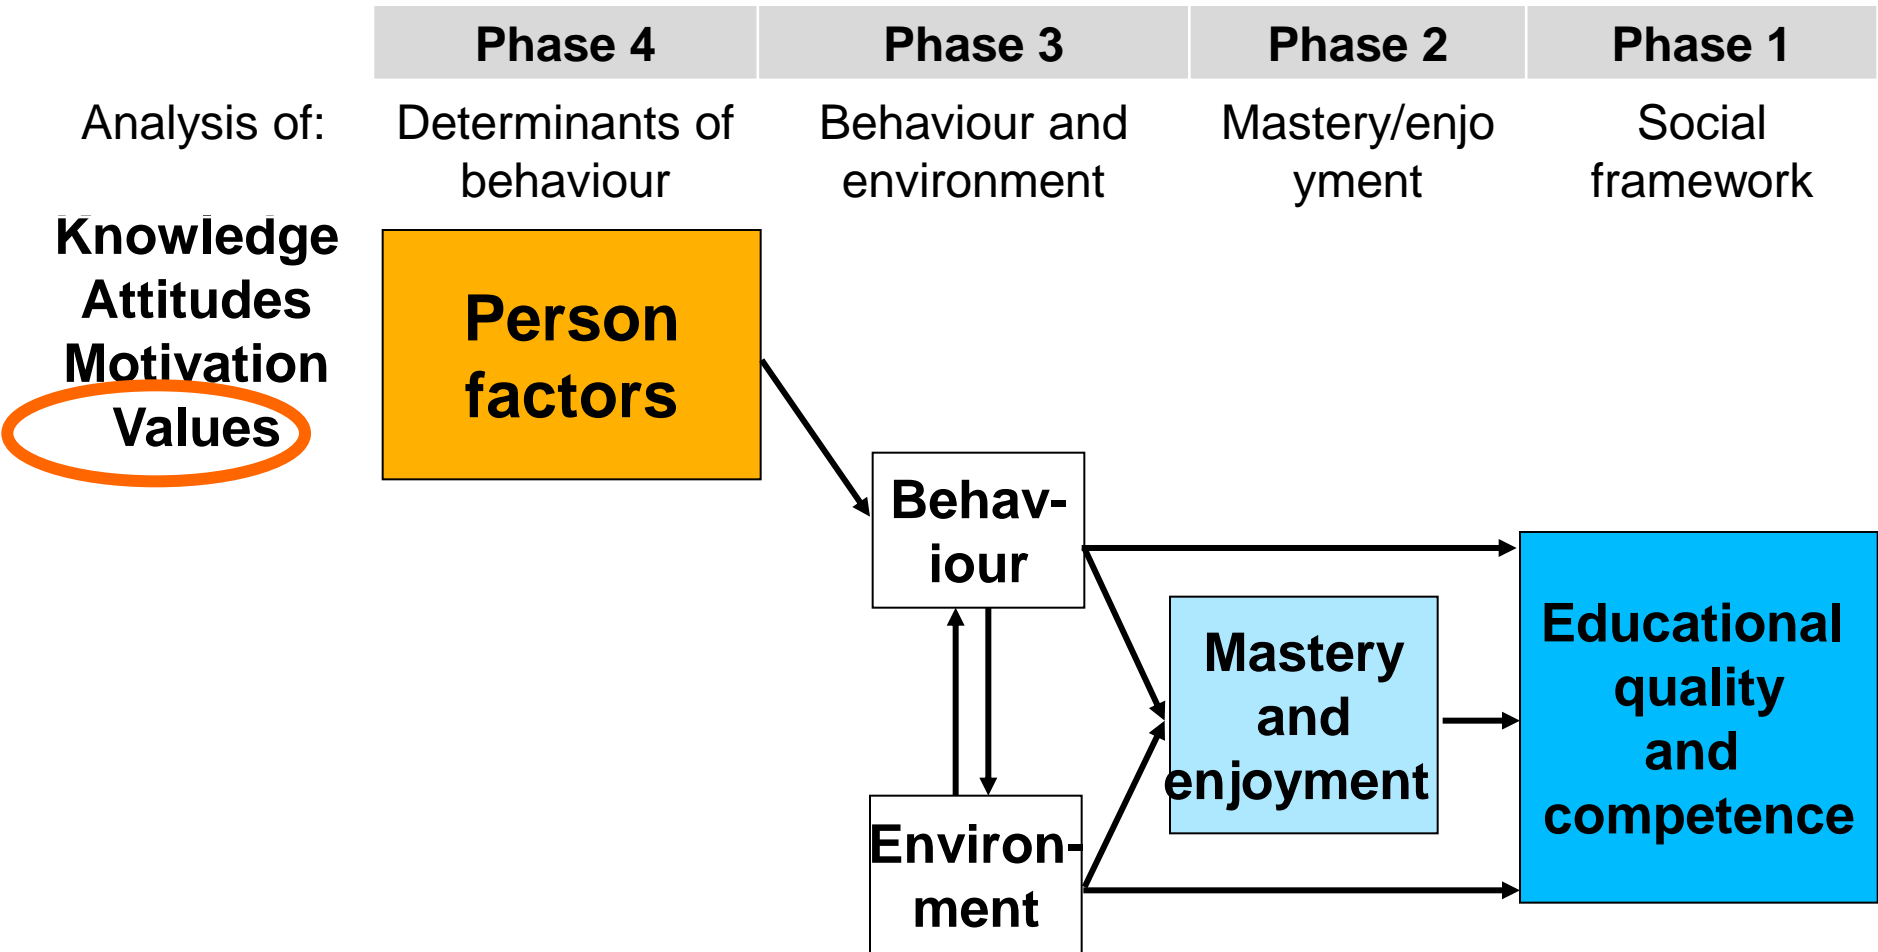 Phase 4 Phase 3 Phase 2 Phase 1
Analysis of: Determinants of Behaviour and Mastery/enjo Social
behaviour environment yment framework
Knowledge
Attitudes
Motivation
Values
Person
factors
Behav-
iour
Mastery
and
enjoyment
Educational
quality
and
competence
Environ-
ment